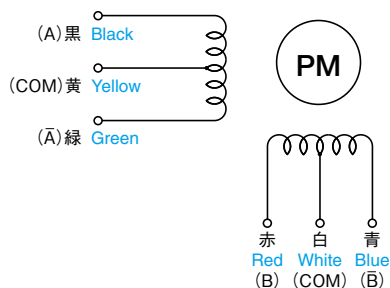 (A)黒 Black
(COM)黄 Yellow
(Ā)緑 Green
PM
赤 白 青
Red White Blue
(B) (COM) (B̄)